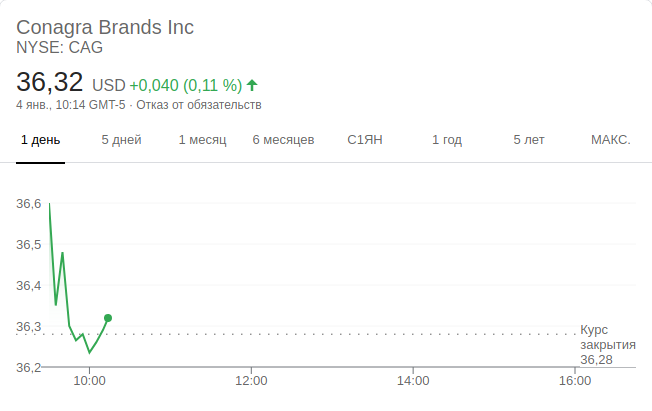 Conagra Brands Inc
NYSE: CAG
36,32 USD +0,040 (0,11 %)
4 янв., 10:14 GMT-5 · Отказ от обязательств
1 день 5 дней 1 месяц 6 месяцев С1ЯН 1 год 5 лет МАКС.
36,6
36,5
36,4
36,3
36,2
Курс
закрытия
36,28
10:00 12:00 14:00 16:00